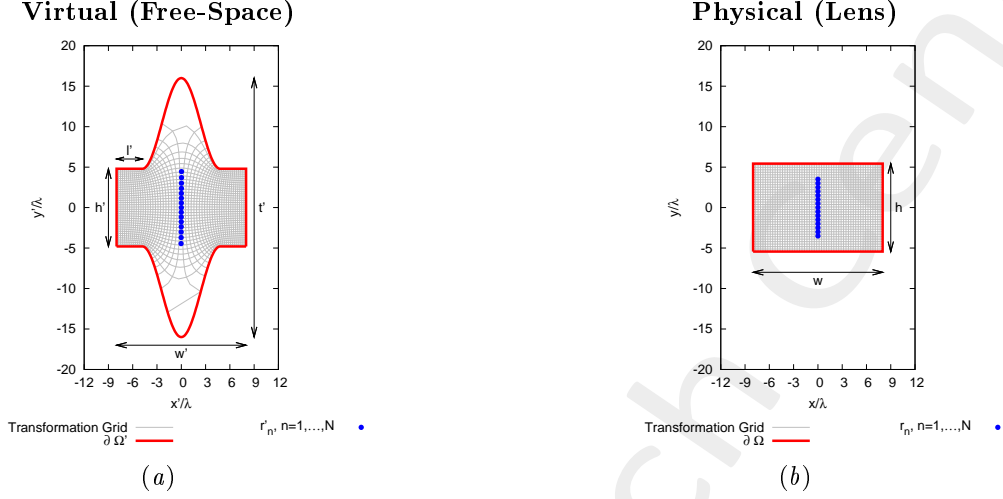 Virtual (Free-Space)
20
15
10
5
0
-5
-10
-15
-20
-12 -9 -6 -3 0 3 6 9 12
y'/λ
x'/λ
l'
h'
t'
w'
Transformation Grid
∂ Ω'
r'n, n=1,...,N
(a)
Physical (Lens)
20
15
10
5
0
-5
-10
-15
-20
-12 -9 -6 -3 0 3 6 9 12
y/λ
x/λ
h
w
Transformation Grid
∂ Ω
rn, n=1,...,N
(b)